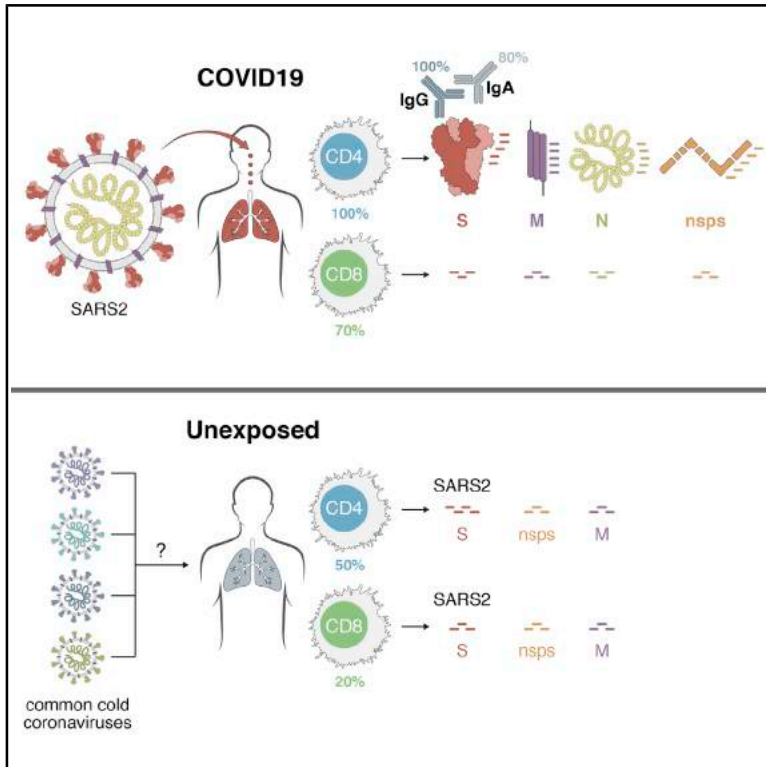 COVID19
100%
80%
IgG
IgA
CD4
100%
S
M
N
nsps
CD8
70%
SARS2
Unexposed
?
CD4
50%
SARS2
S
nsps
M
CD8
20%
SARS2
S
nsps
M
common cold
coronaviruses